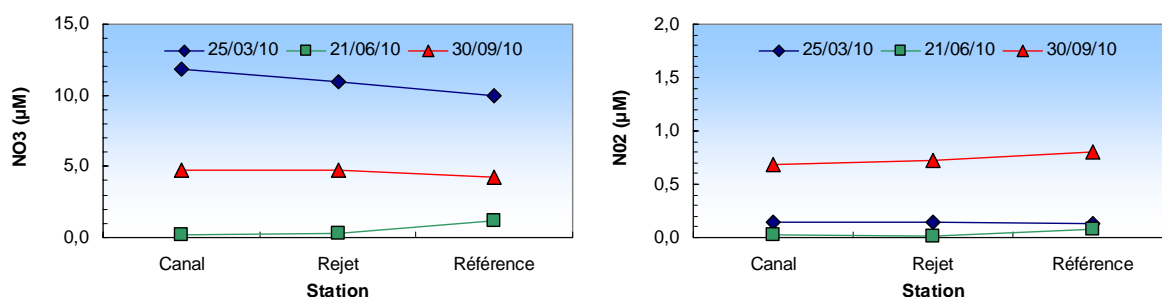 15,0
10,0
5,0
0,0
NO3 (µM)
25/03/10 21/06/10 30/09/10
Canal Rejet Référence
Station
2,0
1,5
1,0
0,5
0,0
N02 (µM)
25/03/10 21/06/10 30/09/10
Canal Rejet Référence
Station